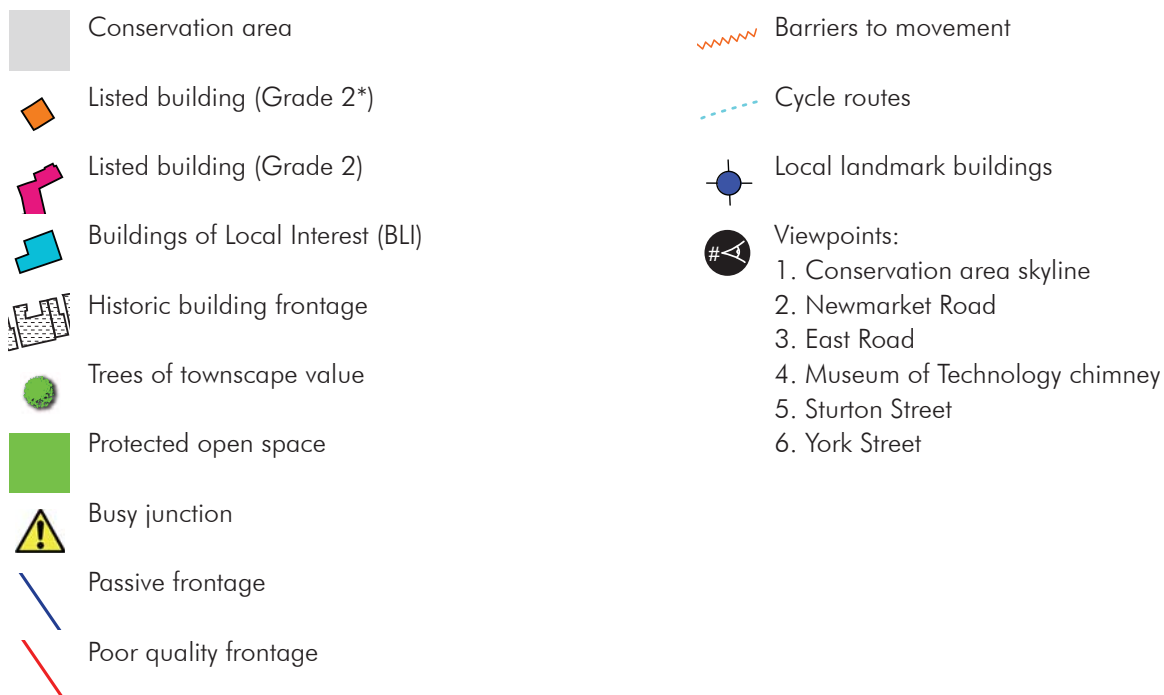 Conservation area
Listed building (Grade 2*)
Listed building (Grade 2)
Buildings of Local Interest (BLI)
Historic building frontage
Trees of townscape value
Protected open space
Busy junction
Passive frontage
Poor quality frontage
Barriers to movement
Cycle routes
Local landmark buildings
#
Viewpoints:
1. Conservation area skyline
2. Newmarket Road
3. East Road
4. Museum of Technology chimney
5. Sturton Street
6. York Street